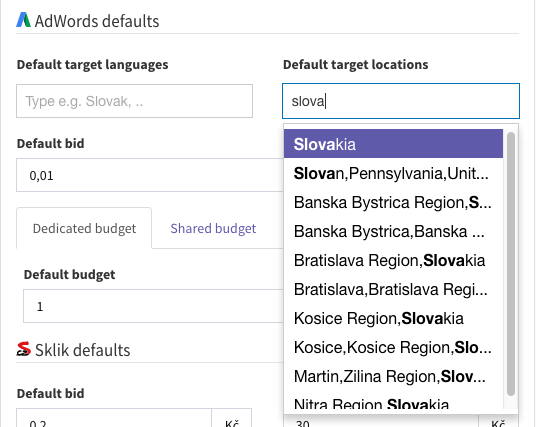 AdWords defaults
Default target languages
Default target locations
Type e.g. Slovak, ..
slova
Default bid
0,01
Dedicated budget
Shared budget
Default budget
1
Slovakia
Slovan,Pennsylvania,Unit...
Banska Bystrica Region,S...
Banska Bystrica,Banska ...
Bratislava Region,Slovakia
Bratislava,Bratislava Regi...
Kosice Region,Slovakia
Kosice,Kosice Region,Slo...
Martin,Zilina Region,Slov...
Nitra Region,Slovakia
Sklik defaults
Default bid
0,2
Kč
30
Kč